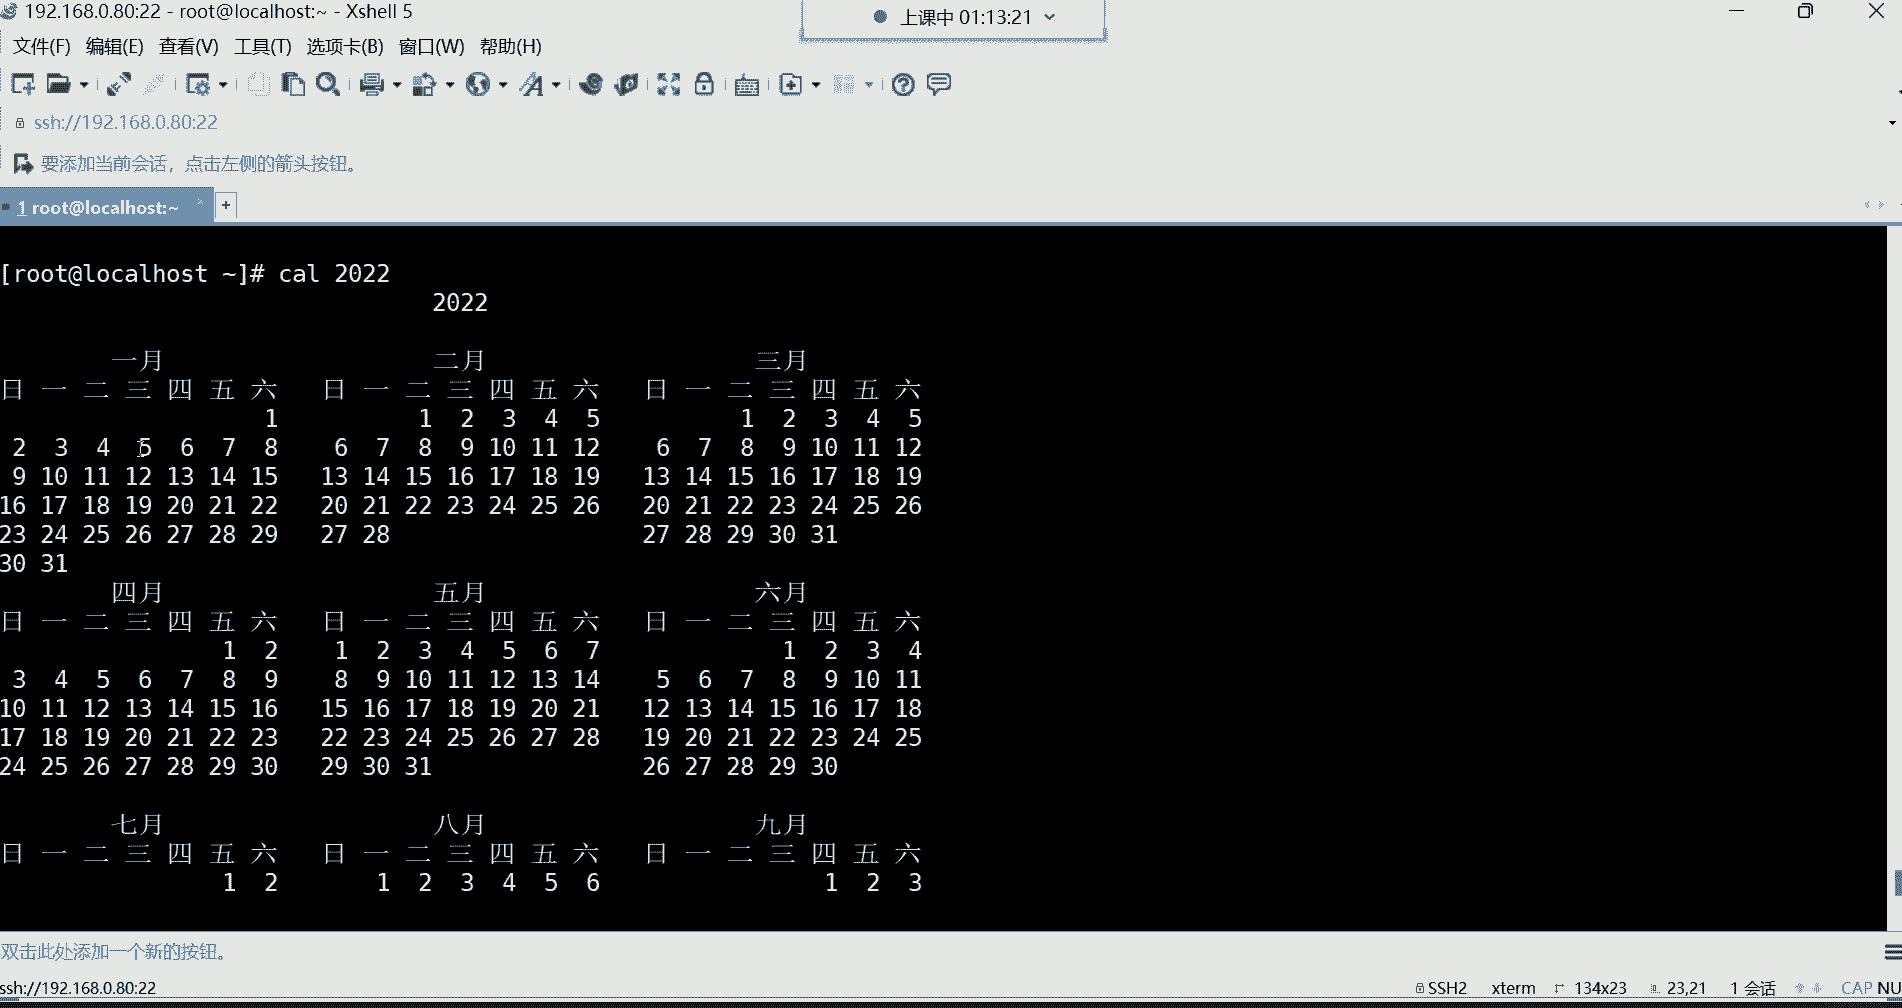 192.168.0.80:22 - root@localhost:~ - Xshell 5
上课中 01:13:21
文件(F) 编辑(E) 查看(V) 工具(T) 选项卡(B) 窗口(W) 帮助(H)
ssh://192.168.0.80:22
要添加当前会话，点击左侧的箭头按钮。
1 root@localhost:~
[root@localhost ~]# cal 2022
2022
一月 二月 三月
日 一 二 三 四 五 六 日 一 二 三 四 五 六 日 一 二 三 四 五 六
1 1 2 3 4 5 1 2 3 4 5
2 3 4 5 6 7 8 6 7 8 9 10 11 12 6 7 8 9 10 11 12
9 10 11 12 13 14 15 13 14 15 16 17 18 19 13 14 15 16 17 18 19
16 17 18 19 20 21 22 20 21 22 23 24 25 26 20 21 22 23 24 25 26
23 24 25 26 27 28 29 27 28 27 28 29 30 31
30 31
四月 五月 六月
日 一 二 三 四 五 六 日 一 二 三 四 五 六 日 一 二 三 四 五 六
1 2 1 2 3 4 5 6 7 1 2 3 4
3 4 5 6 7 8 9 8 9 10 11 12 13 14 5 6 7 8 9 10 11
10 11 12 13 14 15 16 15 16 17 18 19 20 21 12 13 14 15 16 17 18
17 18 19 20 21 22 23 22 23 24 25 26 27 28 19 20 21 22 23 24 25
24 25 26 27 28 29 30 29 30 31 26 27 28 29 30
七月 八月 九月
日 一 二 三 四 五 六 日 一 二 三 四 五 六 日 一 二 三 四 五 六
1 2 1 2 3 4 5 6 1 2 3
双击此处添加一个新的按钮。
ssh://192.168.0.80:22 SSH2 xterm 134x23 23,21 1 会话 CAP NU